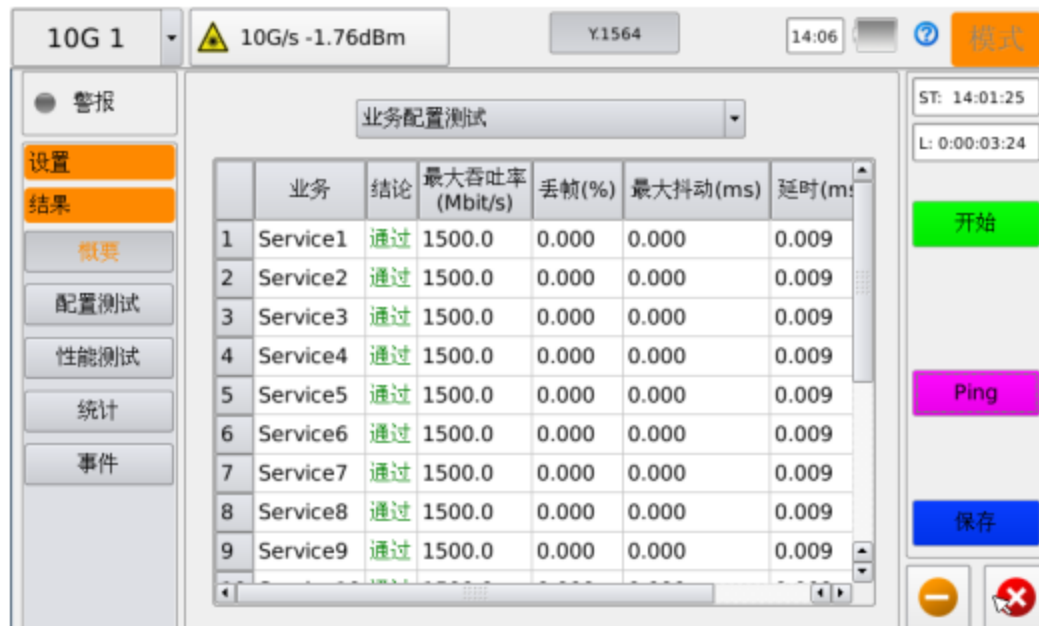 10G 1
10G/s -1.76dBm
Y.1564
14:06
模式
警报
ST: 14:01:25
L: 0:00:03:24
业务配置测试
设置
结果
概要
配置测试
性能测试
统计
事件
业务 结论 最大吞吐率(Mbit/s) 丢帧(%) 最大抖动(ms) 延时(ms
1 Service1 通过 1500.0 0.000 0.000 0.009
2 Service2 通过 1500.0 0.000 0.000 0.009
3 Service3 通过 1500.0 0.000 0.000 0.009
4 Service4 通过 1500.0 0.000 0.000 0.009
5 Service5 通过 1500.0 0.000 0.000 0.009
6 Service6 通过 1500.0 0.000 0.000 0.009
7 Service7 通过 1500.0 0.000 0.000 0.009
8 Service8 通过 1500.0 0.000 0.000 0.009
9 Service9 通过 1500.0 0.000 0.000 0.009
开始
Ping
保存